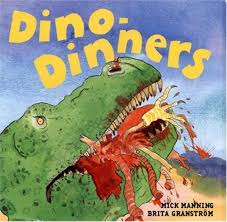 Dino-
Dinners
MICK MANNING
BRITA GRANSTRÖM